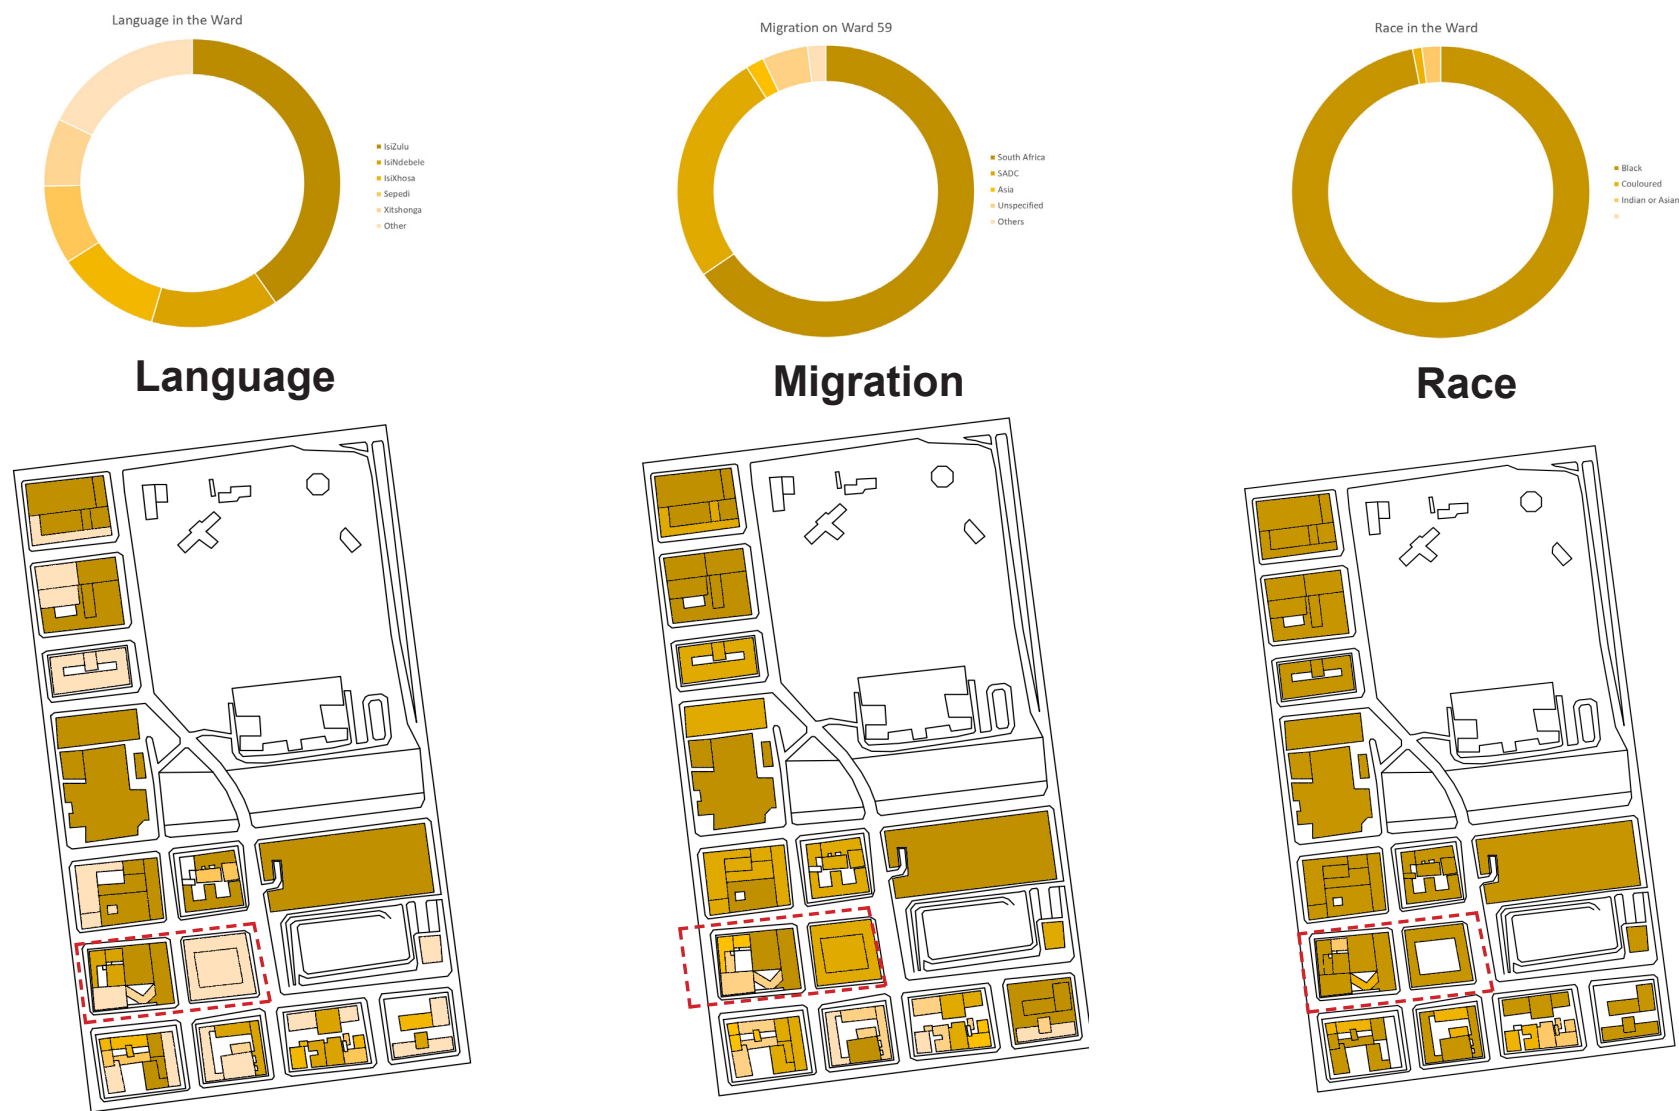 Language in the Ward
IsiZulu
IsiNdebele
IsiXhosa
Sepedi
Xitshonga
Other
Language
Migration on Ward 59
South Africa
SADC
Asia
Unspecified
Others
Migration
Race in the Ward
Black
Couloured
Indian or Asian
Race